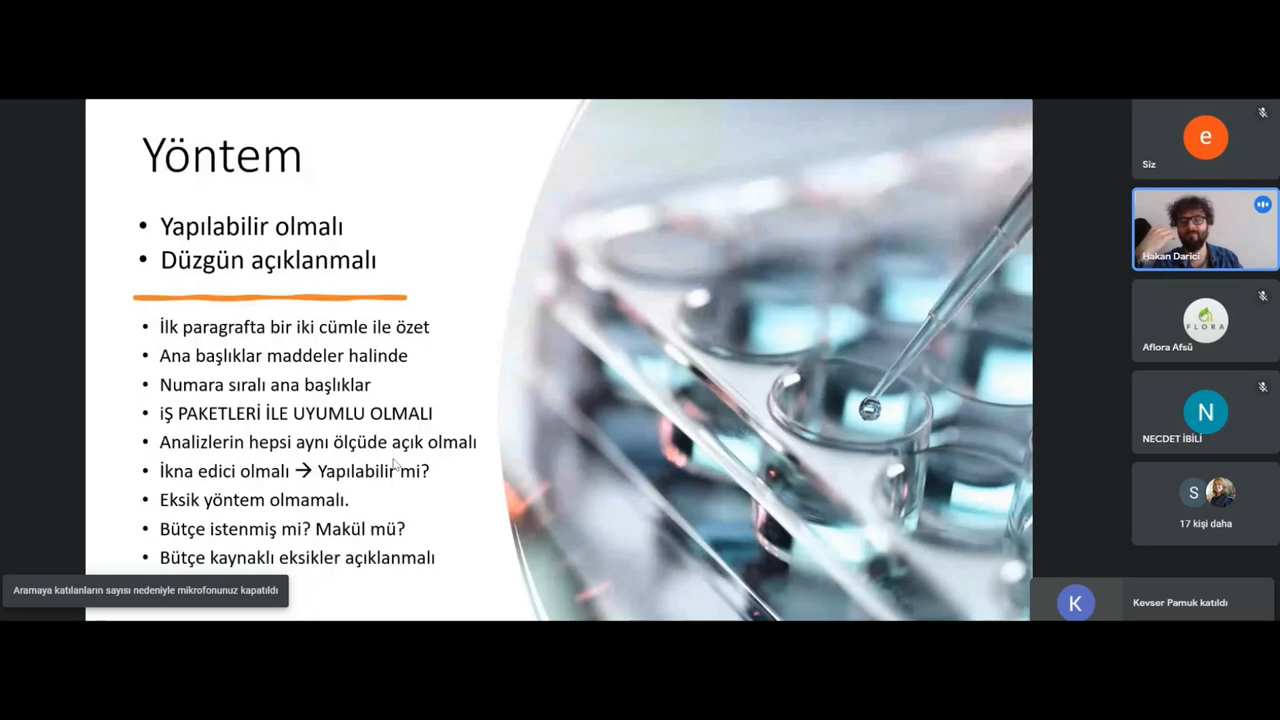 Yöntem
• Yapılabilir olmalı
• Düzgün açıklanmalı
• İlk paragrafta bir iki cümle ile özet
• Ana başlıklar maddeler halinde
• Numara sıralı ana başlıklar
• iŞ PAKETLERİ İLE UYUMLU OLMALI
• Analizlerin hepsi aynı ölçüde açık olmalı
• İkna edici olmalı → Yapılabilir mi?
• Eksik yöntem olmamalı.
• Bütçe istenmiş mi? Makül mü?
• Bütçe kaynaklı eksikler açıklanmalı
Aramaya katılanların sayısı nedeniyle mikrofonunuz kapatıldı
e
Siz
Hakan Darici
FLORA
Aflora Afsü
N
NECDET İBİLİ
S
17 kişi daha
K
Kevser Pamuk katıldı